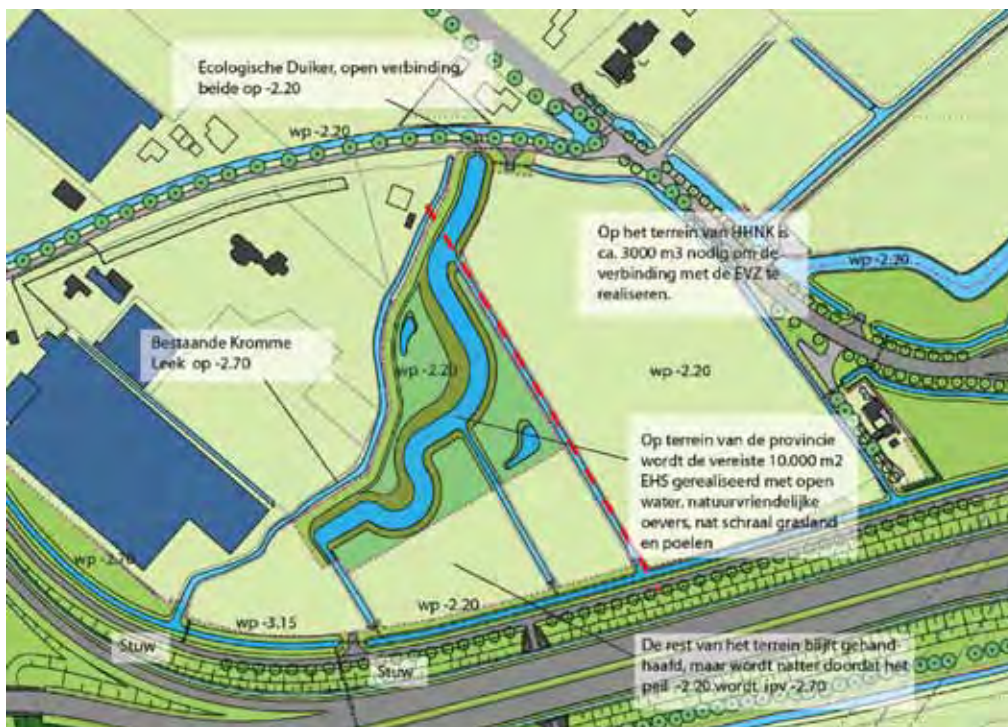 Ecologische Duiker, open verbinding,
beide op -2.20
wp -2.20
Op het terrein van HHNK is
ca. 3000 m3 nodig om de
verbinding met de EVZ te
realiseren.
-2.20
Bestaande Kromme
Leek op -2.70
wp -2.20
wp -2.20
Op terrein van de provincie
wordt de vereiste 10.000 m2
EHS gerealiseerd met open
water, natuurvriendelijke
oevers, nat schraal grasland
en poelen
wp -2.70
wp -3.15
wp -2.20
Stuw
Stuw
De rest van het terrein blijft gehand-
haafd, maar wordt natter doordat het
peil -2.20 wordt ipv -2.70